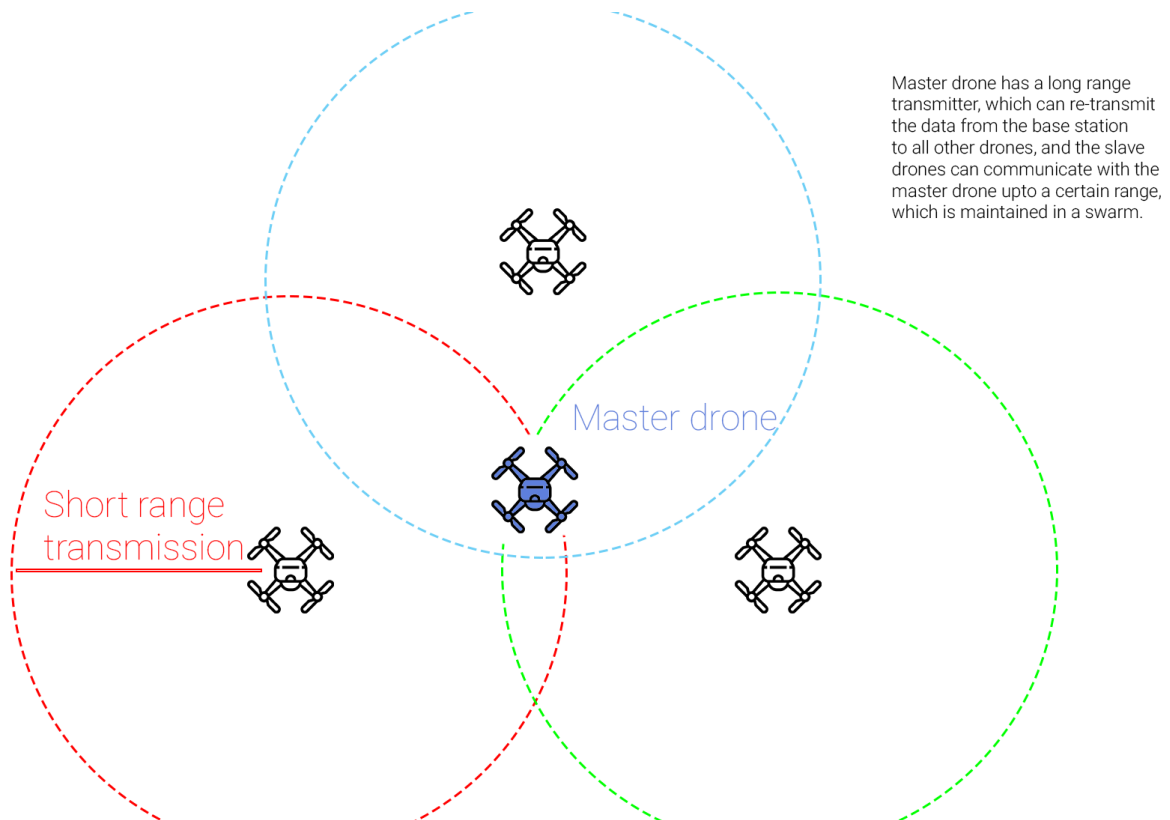 Master drone has a long range
transmitter, which can re-transmit
the data from the base station
to all other drones, and the slave
drones can communicate with the
master drone upto a certain range,
which is maintained in a swarm.
Master drone
Short range
transmission